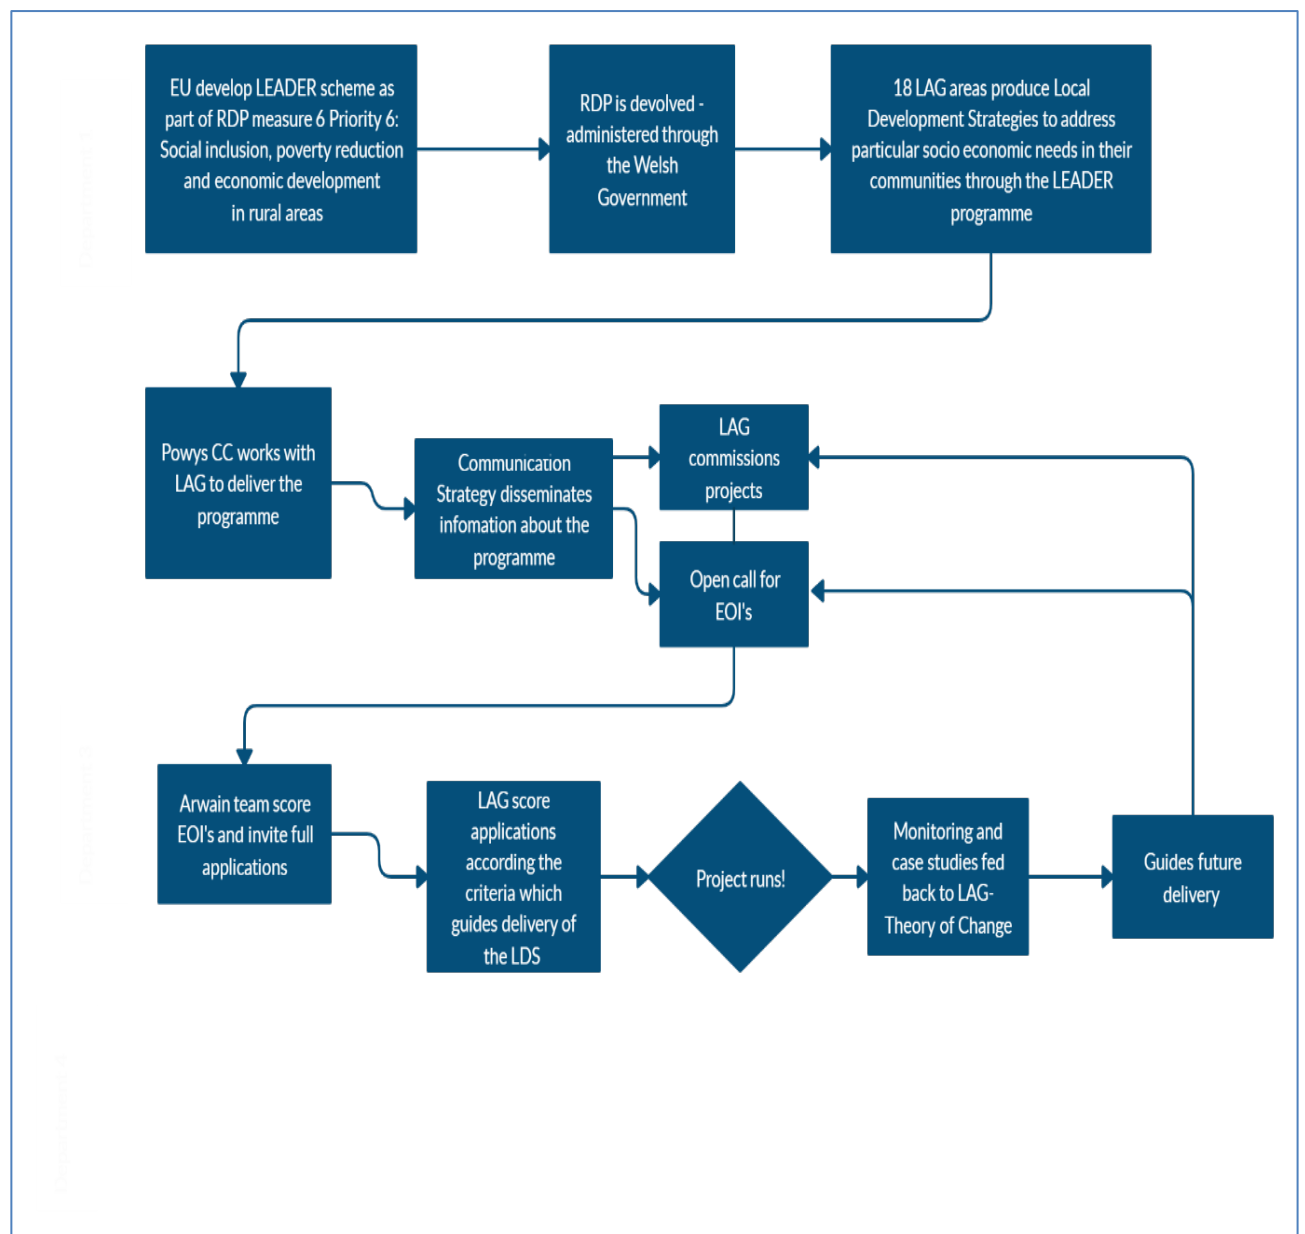 EU develop LEADER scheme as
part of RDP measure 6 Priority 6:
Social inclusion, poverty reduction
and economic development
in rural areas
RDP is devolved -
administered through
the Welsh
Government
18 LAG areas produce Local
Development Strategies to address
particular socio economic needs in their
communities through the LEADER
programme
Powys CC works with
LAG to deliver the
programme
Communication
Strategy disseminates
infomation about the
programme
LAG
commissions
projects
Open call for
EOI's
Arwain team score
EOI's and invite full
applications
LAG score
applications
according the
criteria which
guides delivery of
the LDS
Project runs!
Monitoring and
case studies fed
back to LAG-
Theory of Change
Guides future
delivery